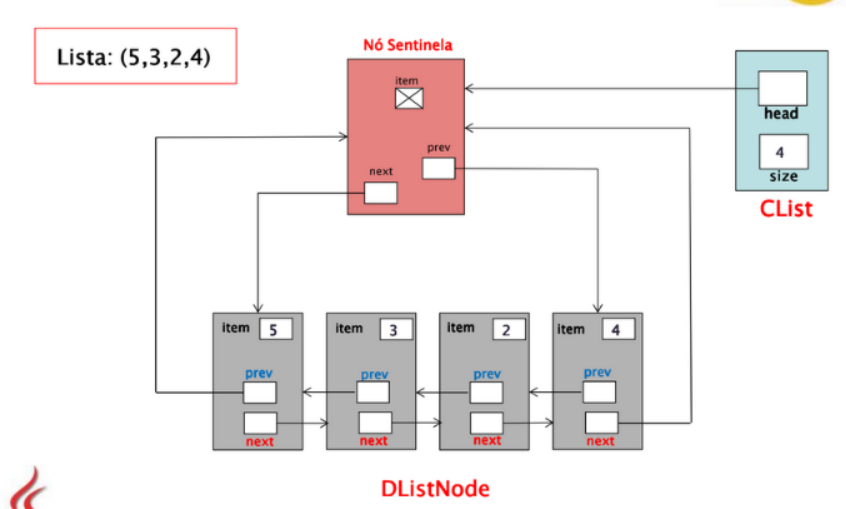 Nó Sentinela
Lista: (5,3,2,4)
item
head
prev
4
next
size
CList
item 5
item 3
item 2
item 4
prev
prev
prev
prev
next
next
next
next
DListNode